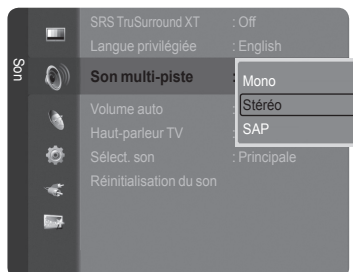 Son
SRS TruSurround XT : Off
Langue privilégiée : English
Son multi-piste :
Mono
Stéréo
SAP
Volume auto :
Haut-parleur TV :
Sélect. son : Principale
Réinitialisation du son